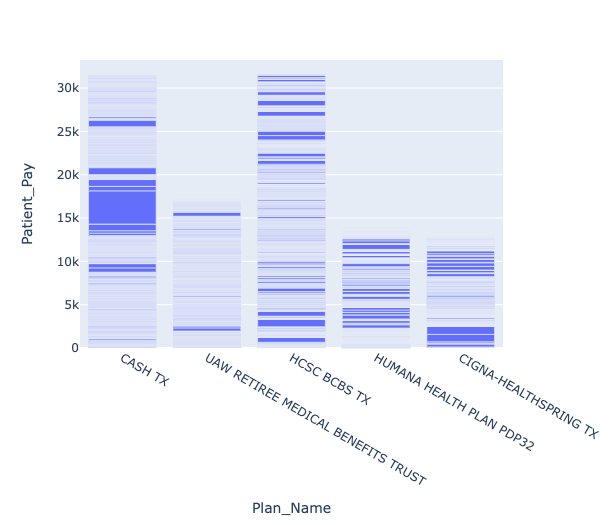 30k
25k
20k
15k
10k
5k
0
Patient_Pay
CASH TX
UAW RETIREE MEDICAL BENEFITS TRUST
HCSC BCBS TX
HUMANA HEALTH PLAN PDP32
CIGNA-HEALTHSPRING TX
Plan_Name